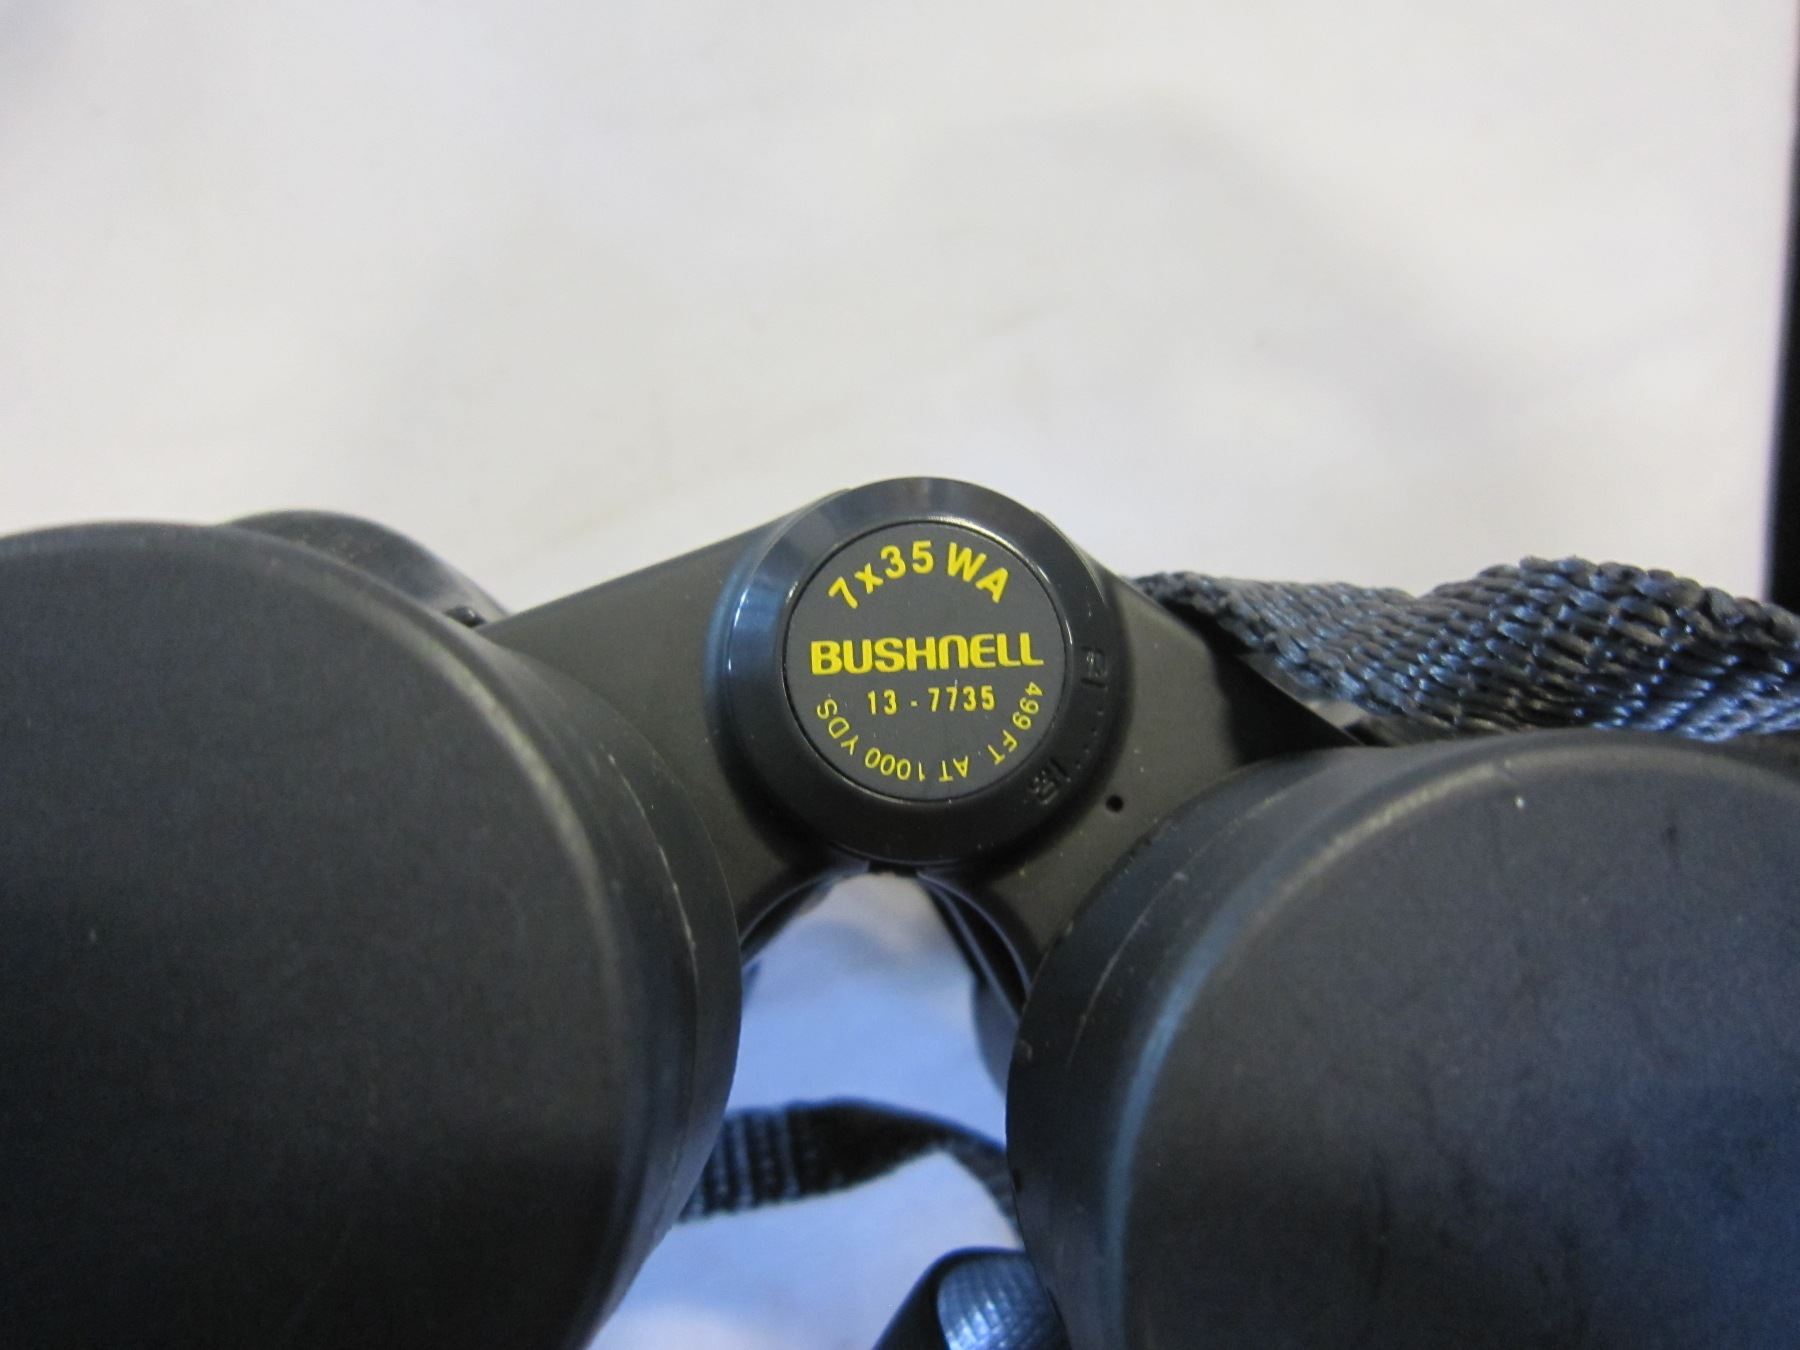 7x35 WA
BUSHNELL
13-7735
499 FT. AT 1000 YDS